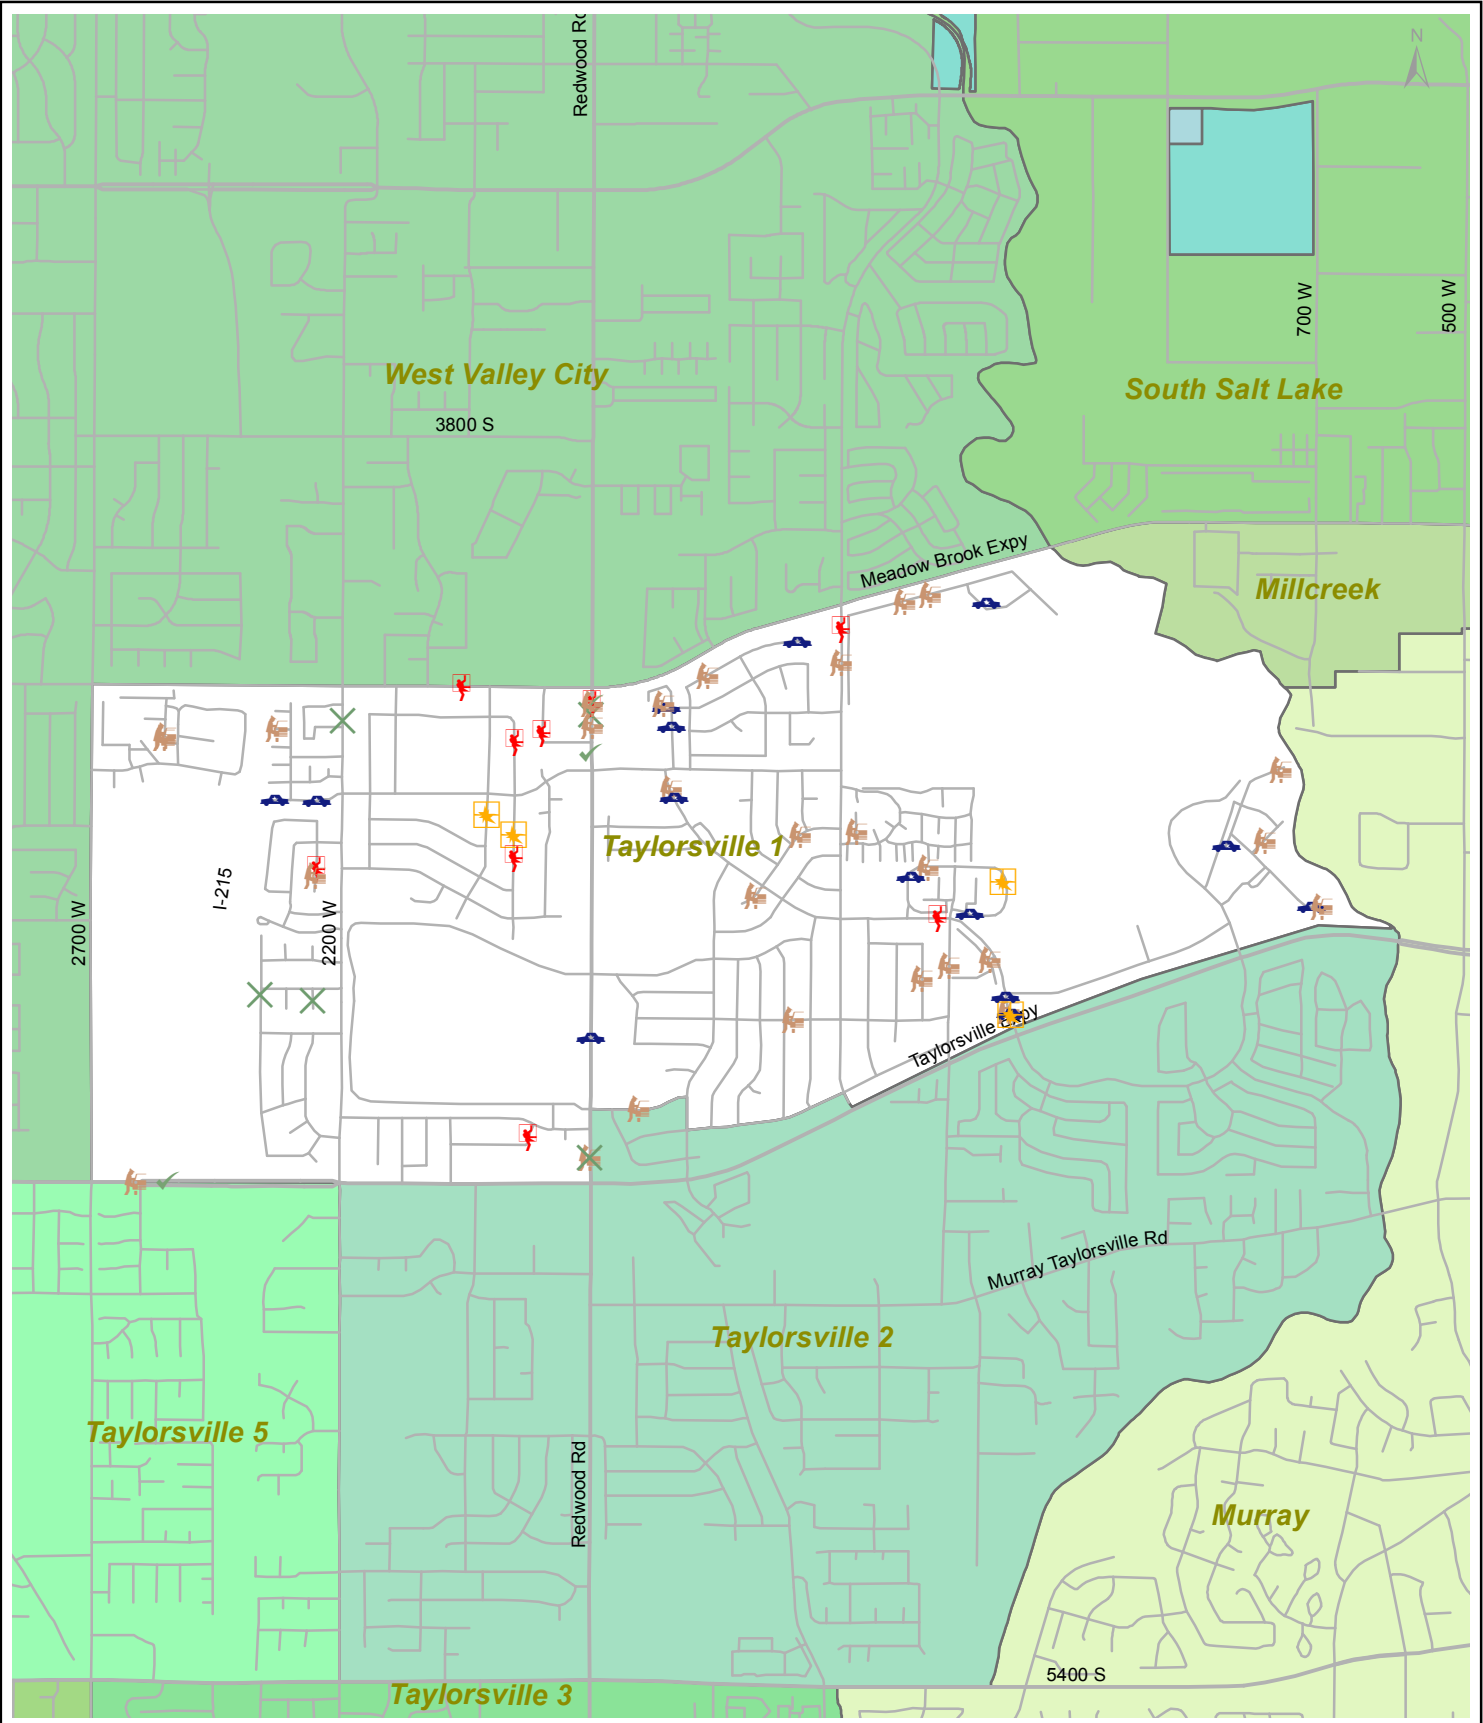 Redwood Rd
N
700 W
500 W
West Valley City
South Salt Lake
3800 S
Meadow Brook Expy
Millcreek
Taylorsville 1
I-215
2700 W
2200 W
Taylorsville Expy
Murray Taylorsville Rd
Taylorsville 2
Taylorsville 5
Redwood Rd
Murray
5400 S
Taylorsville 3